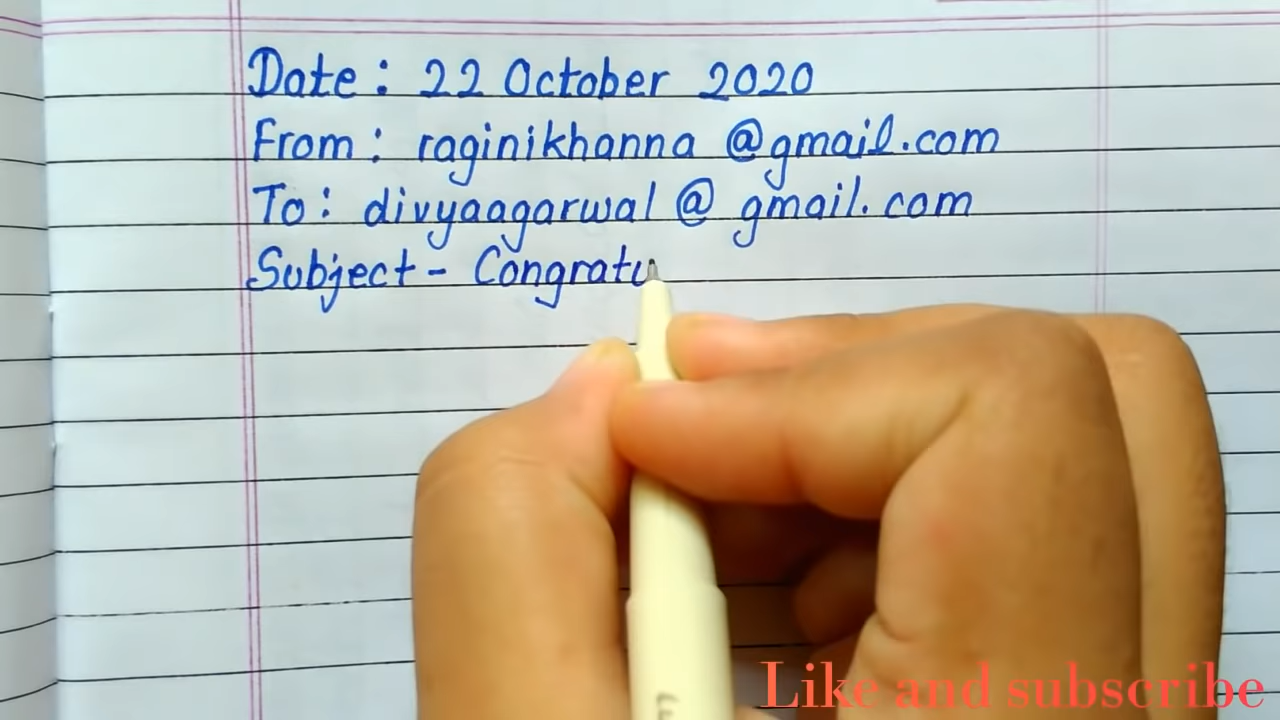 Date: 22 October 2020
From: raginikhanna @gmail.com
To: divyaagarwal @ gmail. com
Subject - Congratu
Like and subscribe